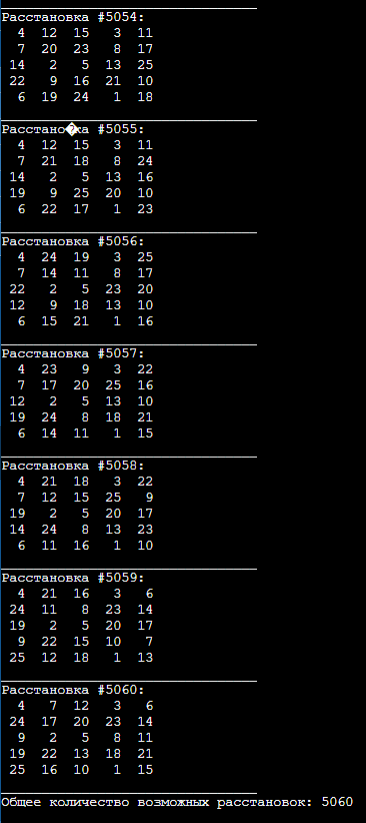 Расстановка #5054:
4 12 15 3 11
7 20 23 8 17
14 2 5 13 25
22 9 16 21 10
6 19 24 1 18
Расстано�ка #5055:
4 12 15 3 11
7 21 18 8 24
14 2 5 13 16
19 9 25 20 10
6 22 17 1 23
Расстановка #5056:
4 24 19 3 25
7 14 11 8 17
22 2 5 23 20
12 9 18 13 10
6 15 21 1 16
Расстановка #5057:
4 23 9 3 22
7 17 20 25 16
12 2 5 13 10
19 24 8 18 21
6 14 11 1 15
Расстановка #5058:
4 21 18 3 22
7 12 15 25 9
19 2 5 20 17
14 24 8 13 23
6 11 16 1 10
Расстановка #5059:
4 21 16 3 6
24 11 8 23 14
19 2 5 20 17
9 22 15 10 7
25 12 18 1 13
Расстановка #5060:
4 7 12 3 6
24 17 20 23 14
9 2 5 8 11
19 22 13 18 21
25 16 10 1 15
Общее количество возможных расстановок: 5060